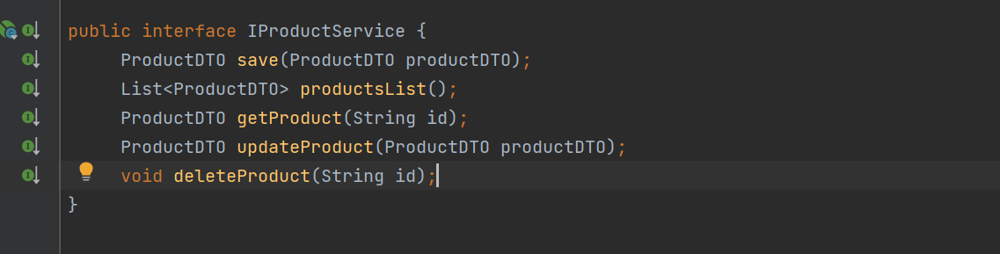 public interface IProductService {
ProductDTO save(ProductDTO productDTO);
List<ProductDTO> productsList();
ProductDTO getProduct(String id);
ProductDTO updateProduct(ProductDTO productDTO);
void deleteProduct(String id);
}